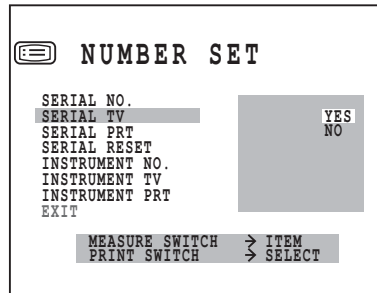 NUMBER SET
SERIAL NO.
SERIAL TV YES
SERIAL PRT NO
SERIAL RESET
INSTRUMENT NO.
INSTRUMENT TV
INSTRUMENT PRT
EXIT
MEASURE SWITCH → ITEM
PRINT SWITCH → SELECT